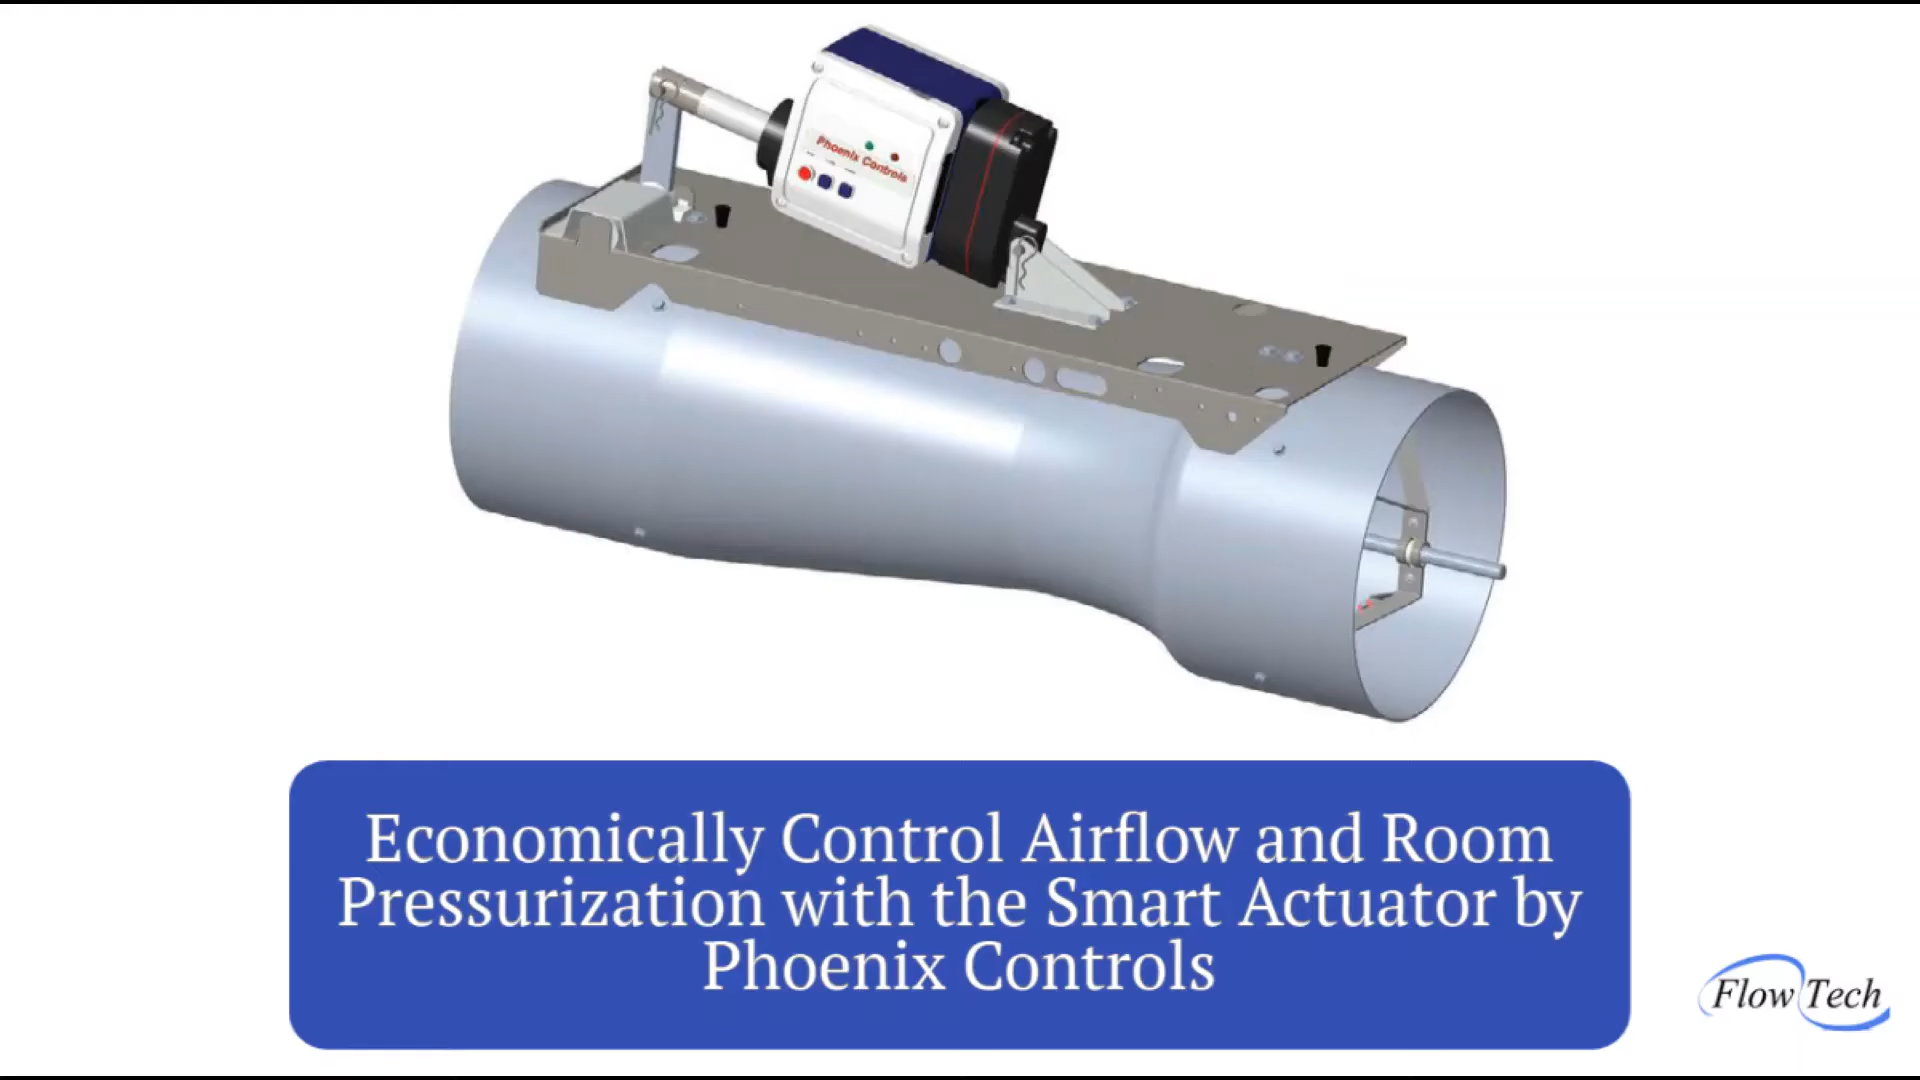 Phoenix Controls
Economically Control Airflow and Room
Pressurization with the Smart Actuator by
Phoenix Controls
Flow Tech